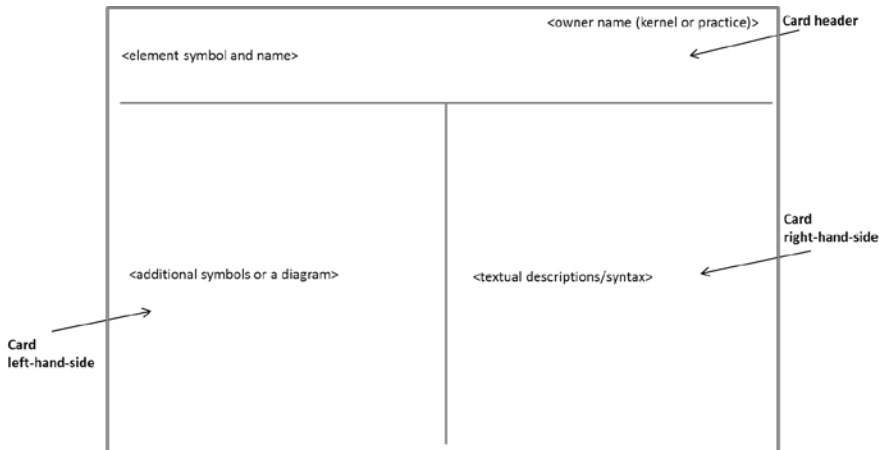 <owner name (kernel or practice)>
Card header
<element symbol and name>
Card
right-hand-side
<additional symbols or a diagram>
<textual descriptions/syntax>
Card
left-hand-side